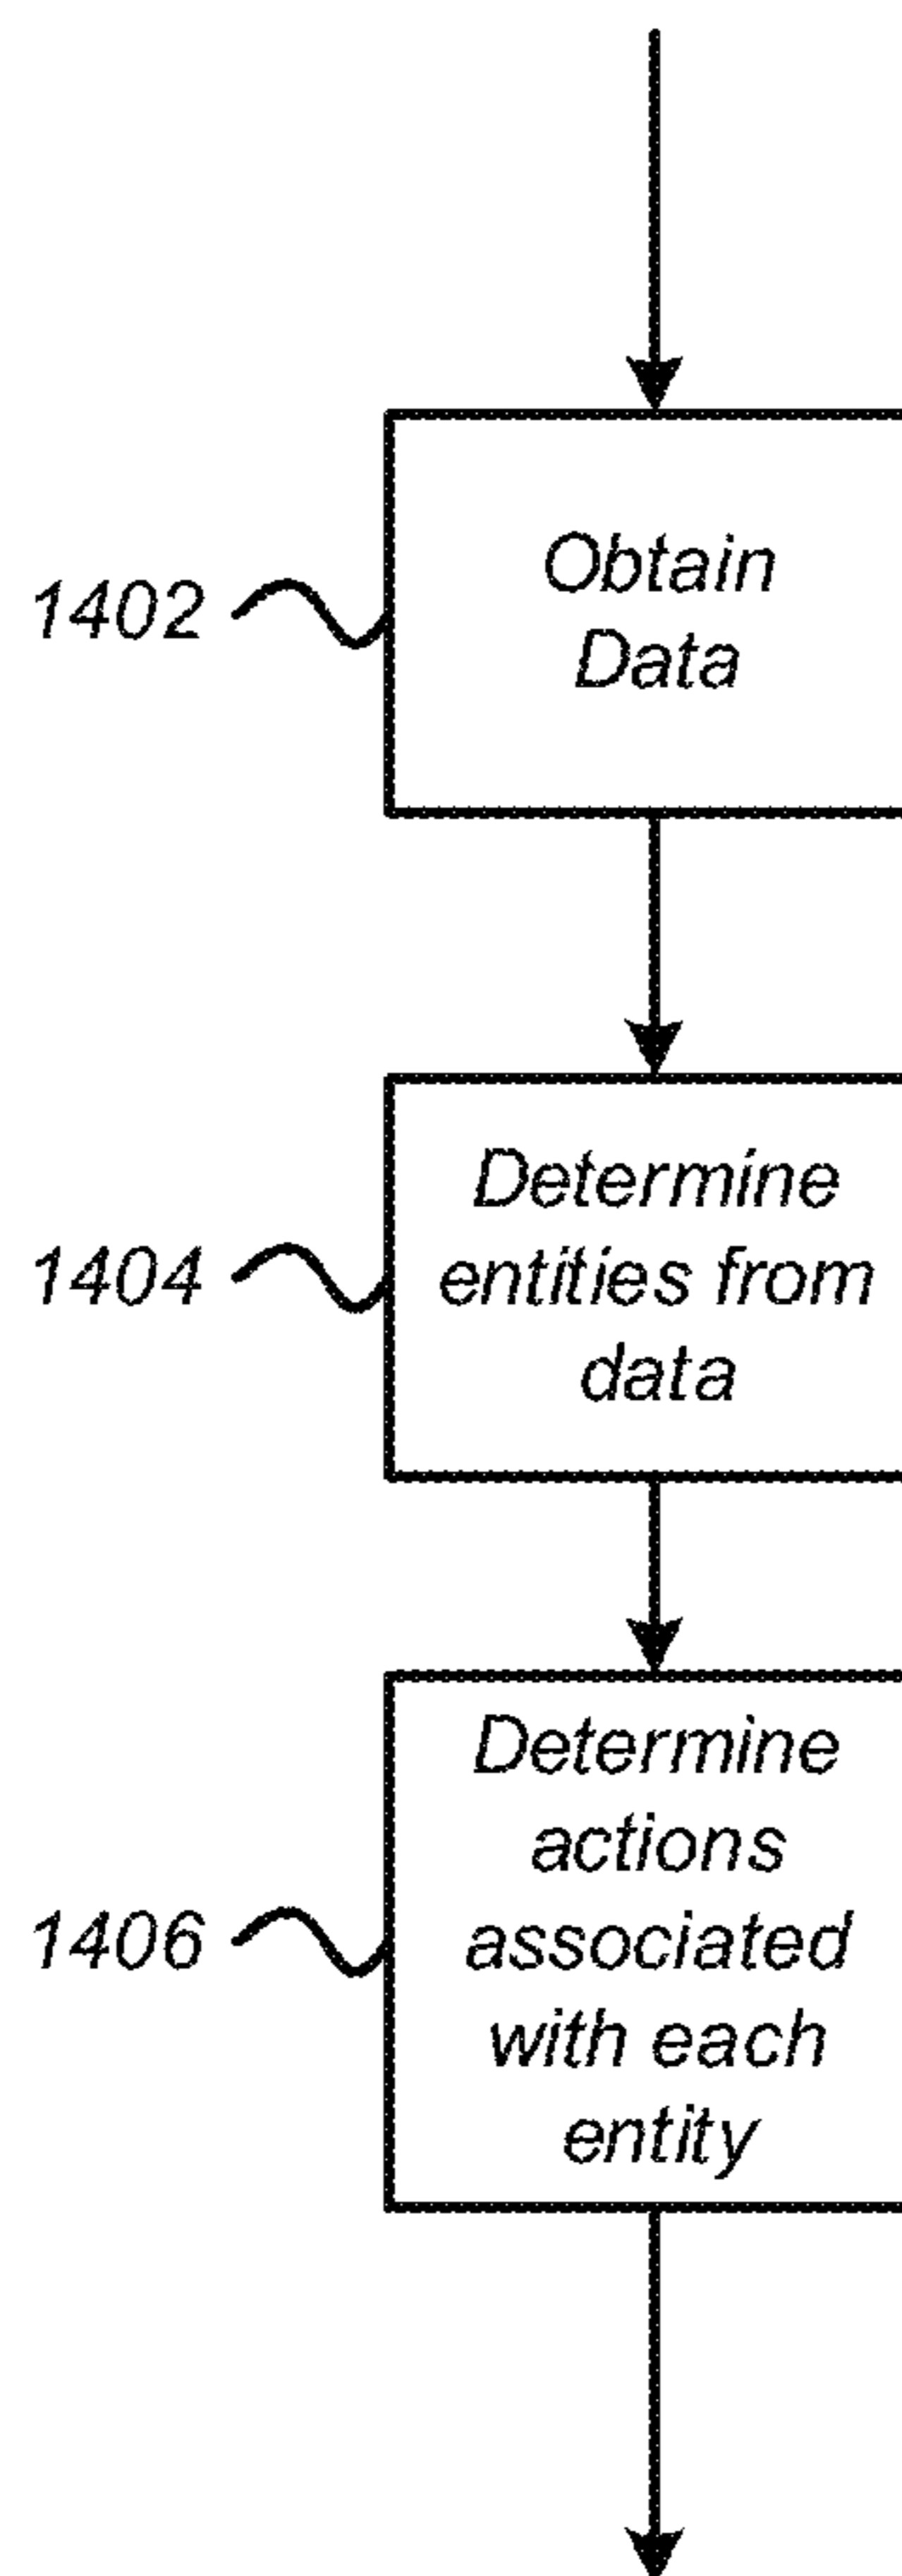 1402
Obtain
Data
1404
Determine
entities from
data
1406
Determine
actions
associated
with each
entity